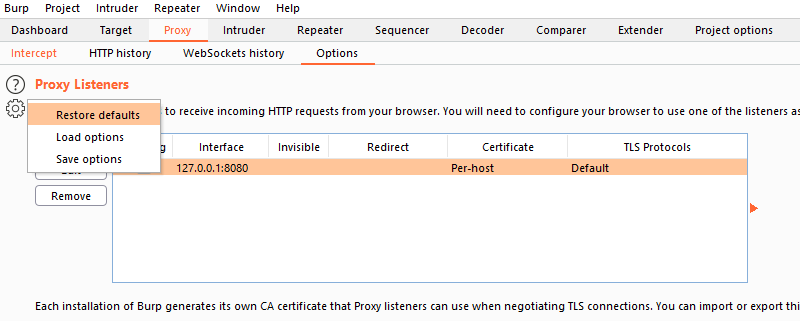 Burp Project Intruder Repeater Window Help
Dashboard Target Proxy Intruder Repeater Sequencer Decoder Comparer Extender Project options
Intercept HTTP history WebSockets history Options
? Proxy Listeners
Restore defaults to receive incoming HTTP requests from your browser. You will need to configure your browser to use one of the listeners as
Load options
Save options
Interface Invisible Redirect Certificate TLS Protocols
127.0.0.1:8080 Per-host Default
Remove
Each installation of Burp generates its own CA certificate that Proxy listeners can use when negotiating TLS connections. You can import or export thi